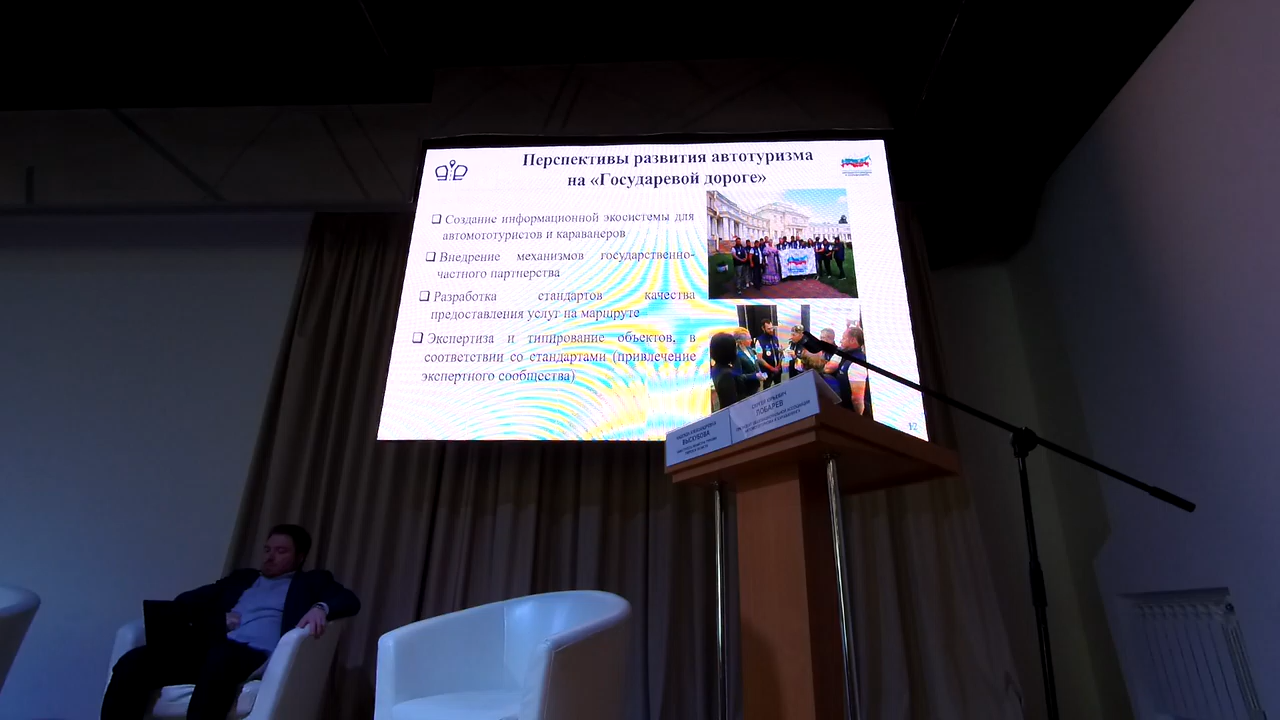 Перспективы развития автотуризма
на «Государевой дороге»
Создание информационной экосистемы для
автомототуристов и караванеров
Внедрение механизмов государственно-
частного партнерства
Разработка стандартов качества
предоставления услуг на маршруте
Экспертиза и типирование объектов, в
соответствии со стандартами (привлечение
экспертного сообщества)
12
ВЫСКУБОВА
ЛОБАРЕВ